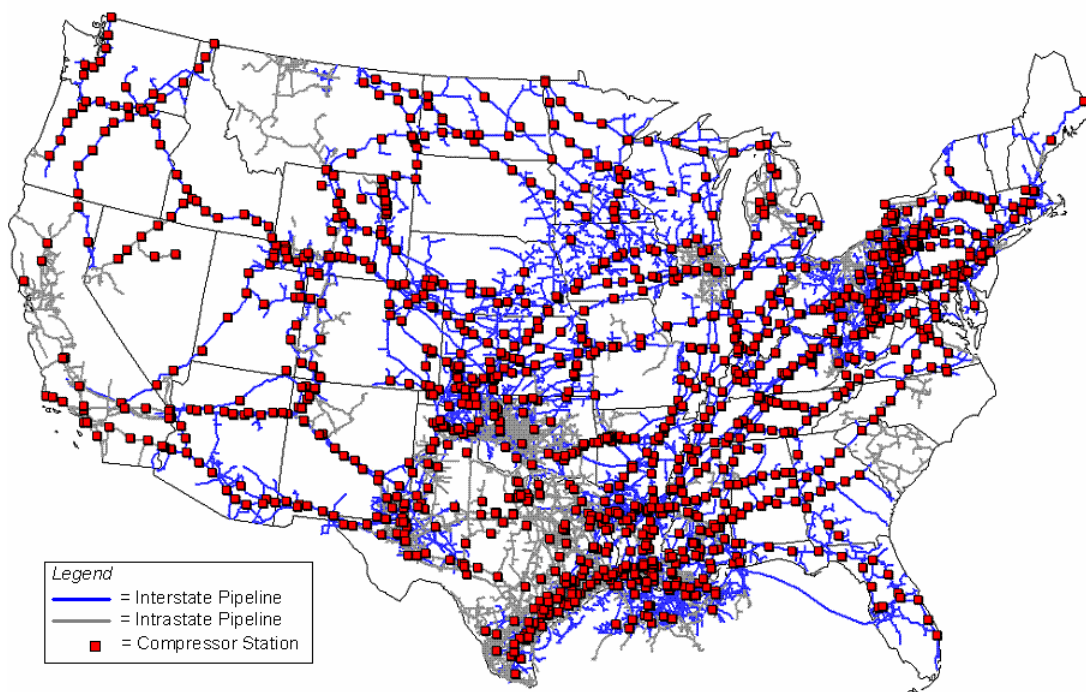 Legend
= Interstate Pipeline
= Intrastate Pipeline
= Compressor Station